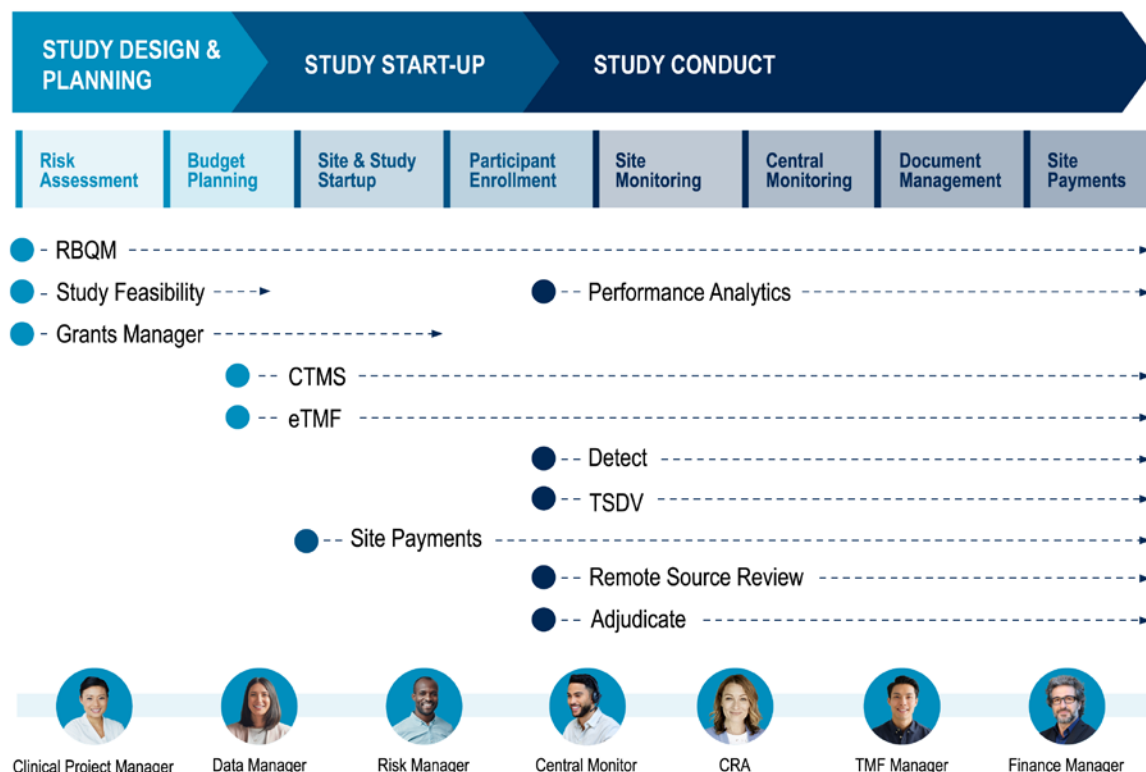 STUDY DESIGN &
PLANNING
STUDY START-UP
STUDY CONDUCT
Risk
Assessment
Budget
Planning
Site & Study
Startup
Participant
Enrollment
Site
Monitoring
Central
Monitoring
Document
Management
Site
Payments
RBQM
Study Feasibility
Performance Analytics
Grants Manager
CTMS
eTMF
Detect
TSDV
Site Payments
Remote Source Review
Adjudicate
Clinical Project Manager
Data Manager
Risk Manager
Central Monitor
CRA
TMF Manager
Finance Manager